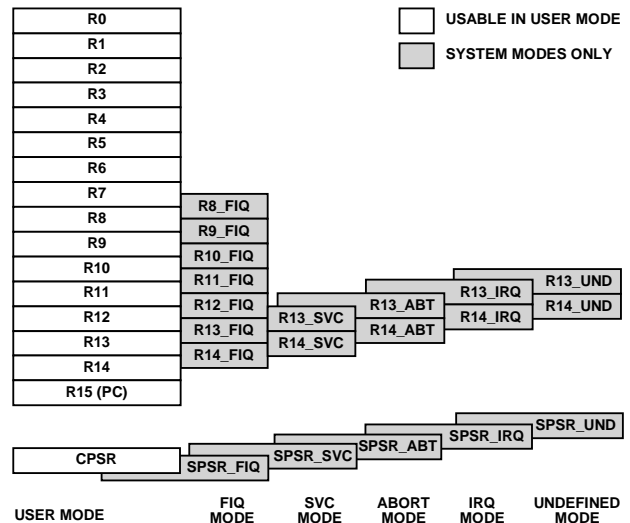 R0
R1
R2
R3
R4
R5
R6
R7
R8
R9
R10
R11
R12
R13
R14
R15 (PC)
USABLE IN USER MODE
SYSTEM MODES ONLY
R8_FIQ
R9_FIQ
R10_FIQ
R11_FIQ
R12_FIQ
R13_FIQ
R14_FIQ
R13_SVC
R14_SVC
R13_ABT
R14_ABT
R13_IRQ
R14_IRQ
R13_UND
R14_UND
CPSR
SPSR_FIQ
SPSR_SVC
SPSR_ABT
SPSR_IRQ
SPSR_UND
USER MODE
FIQ
MODE
SVC
MODE
ABORT
MODE
IRQ
MODE
UNDEFINED
MODE